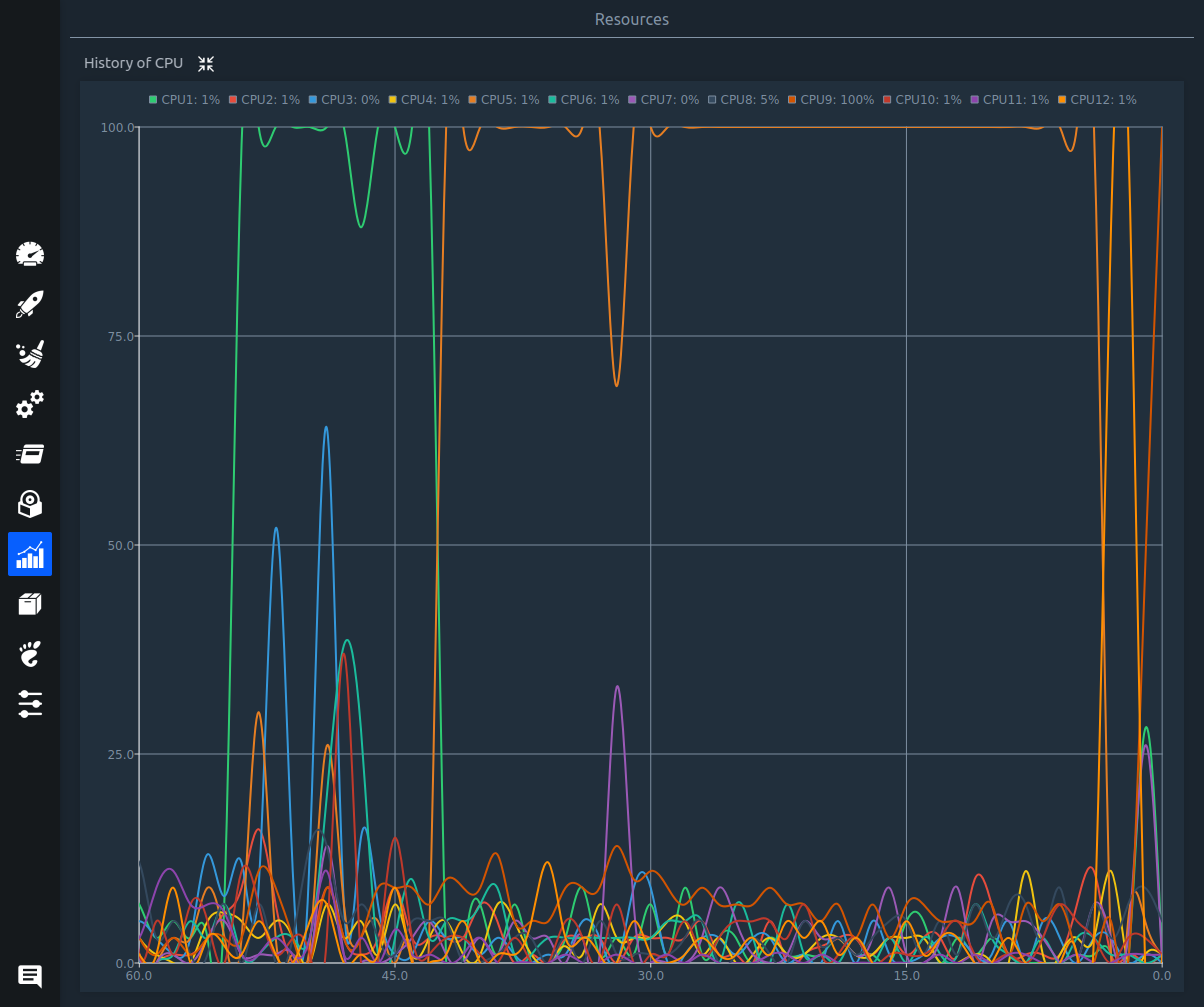 Resources
History of CPU
CPU1: 1% CPU2: 1% CPU3: 0% CPU4: 1% CPU5: 1% CPU6: 1% CPU7: 0% CPU8: 5% CPU9: 100% CPU10: 1% CPU11: 1% CPU12: 1%
100.0
75.0
50.0
25.0
0.0
60.0 45.0 30.0 15.0 0.0